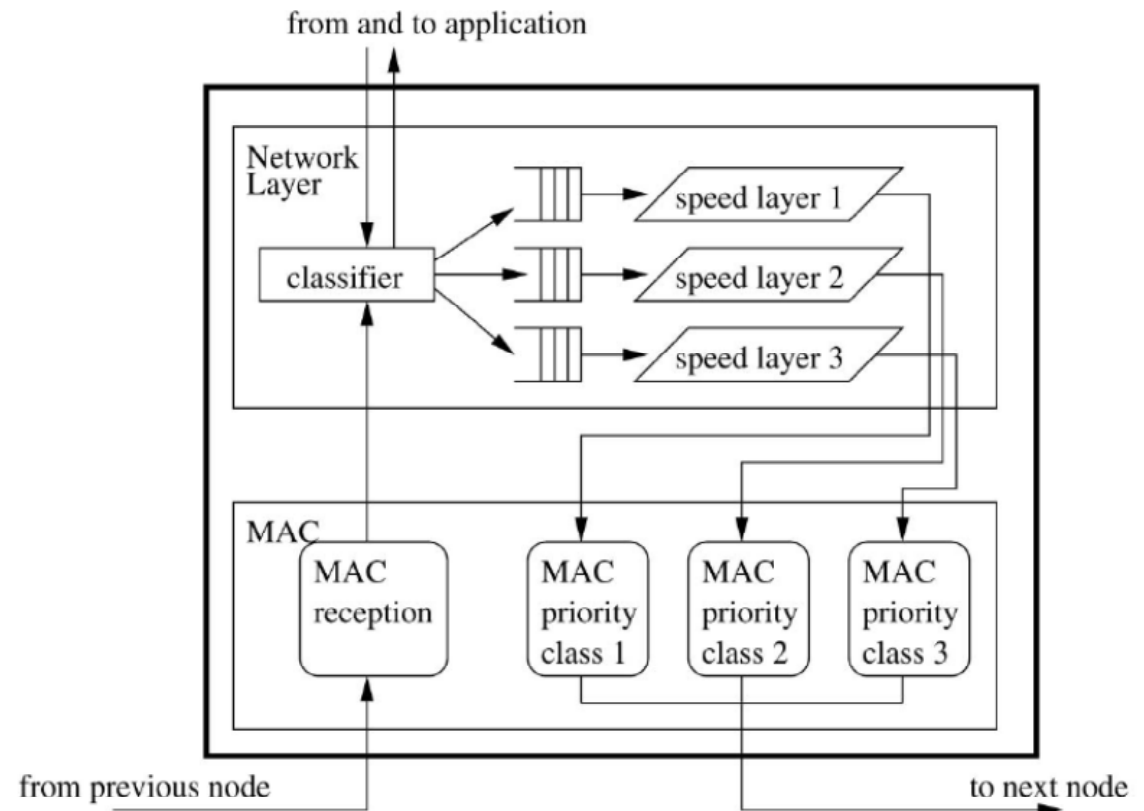 from and to application
Network
Layer
speed layer 1
classifier
speed layer 2
speed layer 3
MAC
MAC
reception
MAC
priority
class 1
MAC
priority
class 2
MAC
priority
class 3
from previous node
to next node